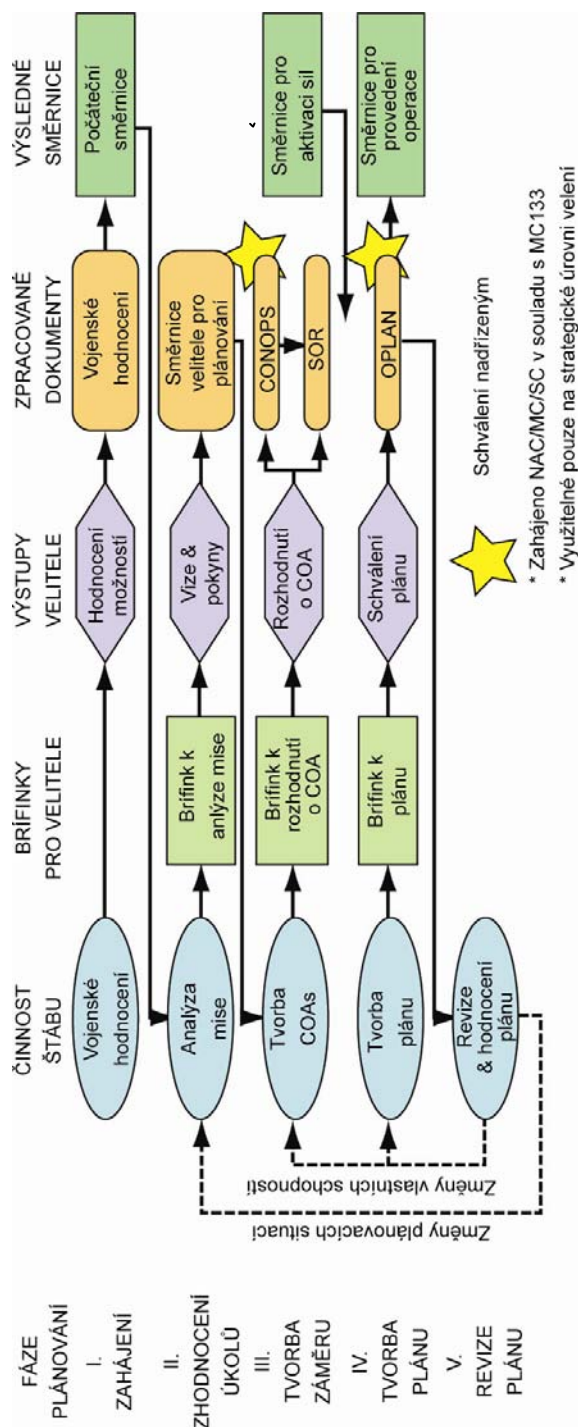 FÁZE
PLÁNOVÁNÍ
ČINNOST
ŠTÁBU
BRÍFINKY
PRO VELITELE
VÝSTUPY
VELITELE
ZPRACOVANÉ
DOKUMENTY
VÝSLEDNÉ
SMĚRNICE
I.
ZAHÁJENÍ
Vojenské
hodnocení
Hodnocení
možností
Vojenské
hodnocení
Počáteční
směrnice
II.
ZHODNOCENÍ
ÚKOLŮ
Analýza
mise
Brífink k
anlýze mise
Vize &
pokyny
Směrnice
velitele pro
plánování
III.
TVORBA
ZÁMĚRU
Tvorba
COAs
Brífink k
rozhodnutí
o COA
Rozhodnutí
o COA
CONOPS
SOR
Směrnice pro
aktivaci sil
IV.
TVORBA
PLÁNU
Tvorba
plánu
Brífink k
plánu
Schválení
plánu
OPLAN
Směrnice pro
provedení
operace
V.
REVIZE
PLÁNU
Revize
& hodnocení
plánu
Změny plánovacích situací
Změny vlastních schopností
Schválení nadřízeným
* Zahájeno NAC/MC/SC v souladu s MC133
* Využitelné pouze na strategické úrovni velení